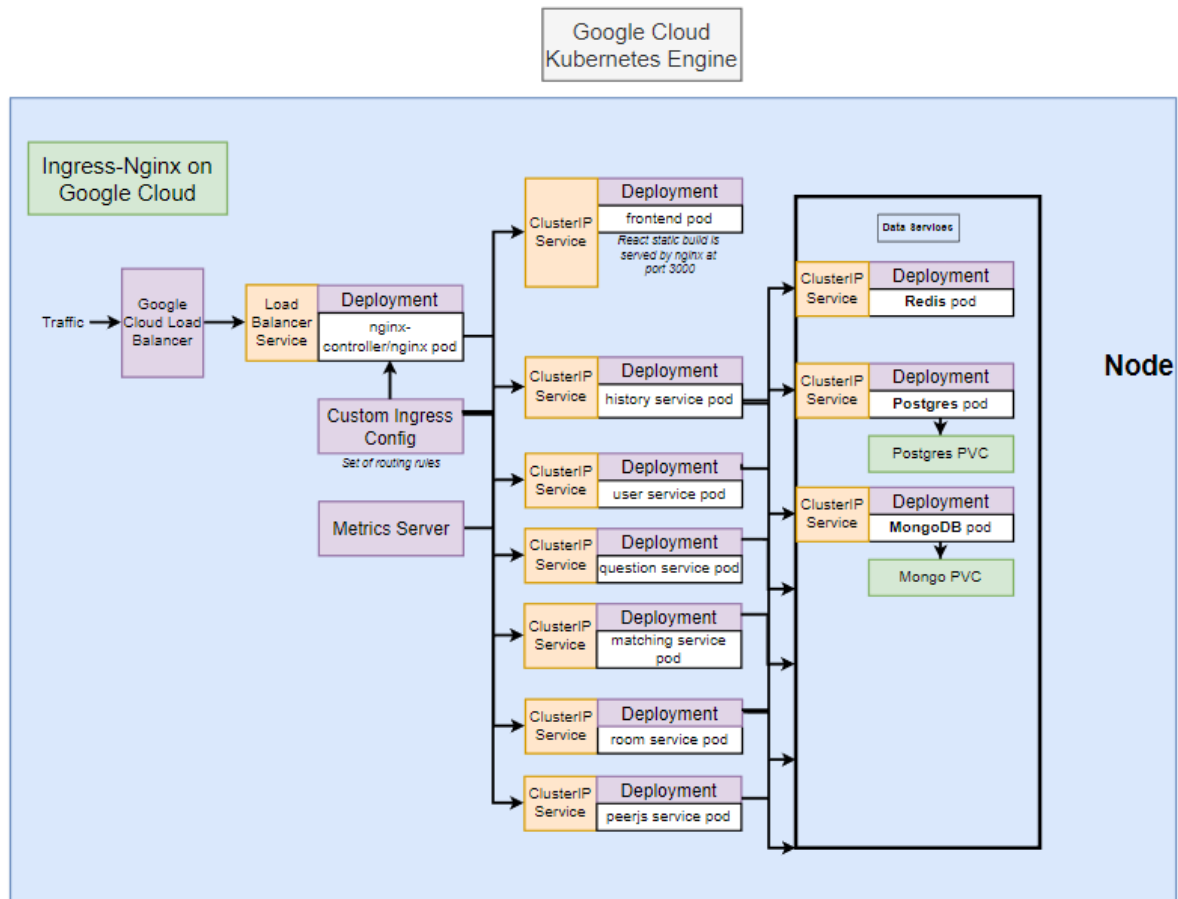 Google Cloud
Kubernetes Engine
Ingress-Nginx on
Google Cloud
Traffic
Google
Cloud Load
Balancer
Load
Balancer
Service
Deployment
nginx-
controller/nginx pod
Custom Ingress
Config
Set of routing rules
Metrics Server
ClusterIP
Service
Deployment
frontend pod
React static build is
served by nginx at
port 3000
ClusterIP
Service
Deployment
history service pod
ClusterIP
Service
Deployment
user service pod
ClusterIP
Service
Deployment
question service pod
ClusterIP
Service
Deployment
matching service
pod
ClusterIP
Service
Deployment
room service pod
ClusterIP
Service
Deployment
peerjs service pod
Data Services
ClusterIP
Service
Deployment
Redis pod
ClusterIP
Service
Deployment
Postgres pod
Postgres PVC
ClusterIP
Service
Deployment
MongoDB pod
Mongo PVC
Node